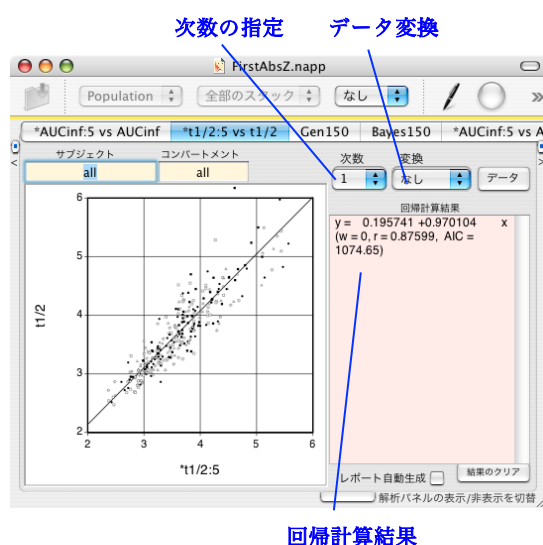 次数の指定 データ変換
FirstAbsZ.napp
Population 全部のスタック なし »
*AUCinf:5 vs AUCinf *t1/2:5 vs t1/2 Gen150 Bayes150 *AUCinf:5 vs A
サブジェクト コンパートメント 次数 変換
all all 1 なし データ
回帰計算結果
y = 0.195741 +0.970104 x
(w = 0, r = 0.87599, AIC =
1074.65)
6
5
4
3
2
t1/2
2 3 4 5 6
*t1/2:5
レポート自動生成 結果のクリア
解析パネルの表示/非表示を切替
回帰計算結果